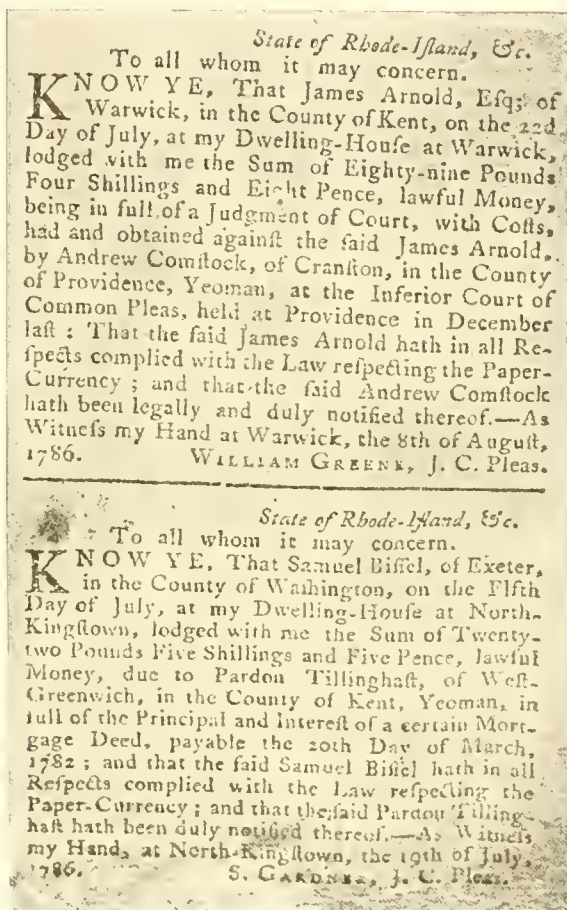 State of Rhode-Iſland, &c.
To all whom it may concern.
KNOW YE, That James Arnold, Eſq; of
Warwick, in the County of Kent, on the 22d
Day of July, at my Dwelling-Houſe at Warwick,
lodged with me the Sum of Eighty-nine Pounds
Four Shillings and Eight Pence, lawful Money,
being in full of a Judgment of Court, with Coſts,
had and obtained againſt the ſaid James Arnold,
by Andrew Comſtock, of Cranſton, in the County
of Providence, Yeoman, at the Inferior Court of
Common Pleas, held at Providence in December
laſt ; That the ſaid James Arnold hath in all Re-
ſpects complied with the Law reſpecting the Paper-
Currency ; and that the ſaid Andrew Comſtock
hath been legally and duly notified thereof.—As
Witneſs my Hand at Warwick, the 8th of Auguſt,
1786. WILLIAM GREENE, J. C. Pleas.
State of Rhode-Iſland, &c.
To all whom it may concern.
KNOW YE, That Samuel Biſſel, of Exeter,
in the County of Waſhington, on the Fifth
Day of July, at my Dwelling-Houſe at North-
Kingſtown, lodged with me the Sum of Twenty-
two Pounds Five Shillings and Five Pence, lawful
Money, due to Pardon Tillinghaſt, of Weſt-
Greenwich, in the County of Kent, Yeoman, in
full of the Principal and Intereſt of a certain Mort-
gage Deed, payable the 20th Day of March,
1782 ; and that the ſaid Samuel Biſſel hath in all
Reſpects complied with the Law reſpecting the
Paper-Currency ; and that the ſaid Pardon Tilling-
haſt hath been duly notified thereof.—As Witneſs
my Hand, at North-Kingſtown, the 19th of July,
1786. S. GARDNER, J. C. Pleas.